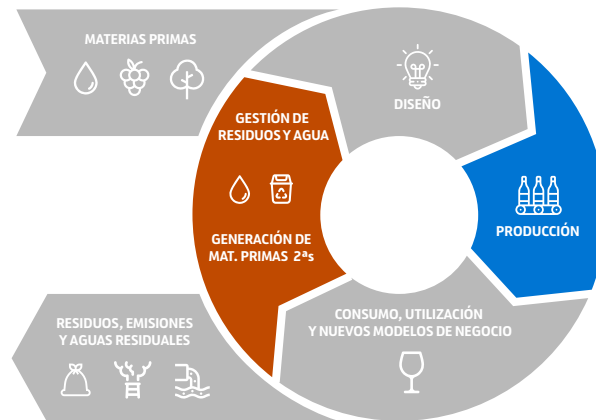 MATERIAS PRIMAS
DISEÑO
GESTIÓN DE
RESIDUOS Y AGUA
GENERACIÓN DE
MAT. PRIMAS 2ªs
PRODUCCIÓN
CONSUMO, UTILIZACIÓN
Y NUEVOS MODELOS DE NEGOCIO
RESIDUOS, EMISIONES
Y AGUAS RESIDUALES